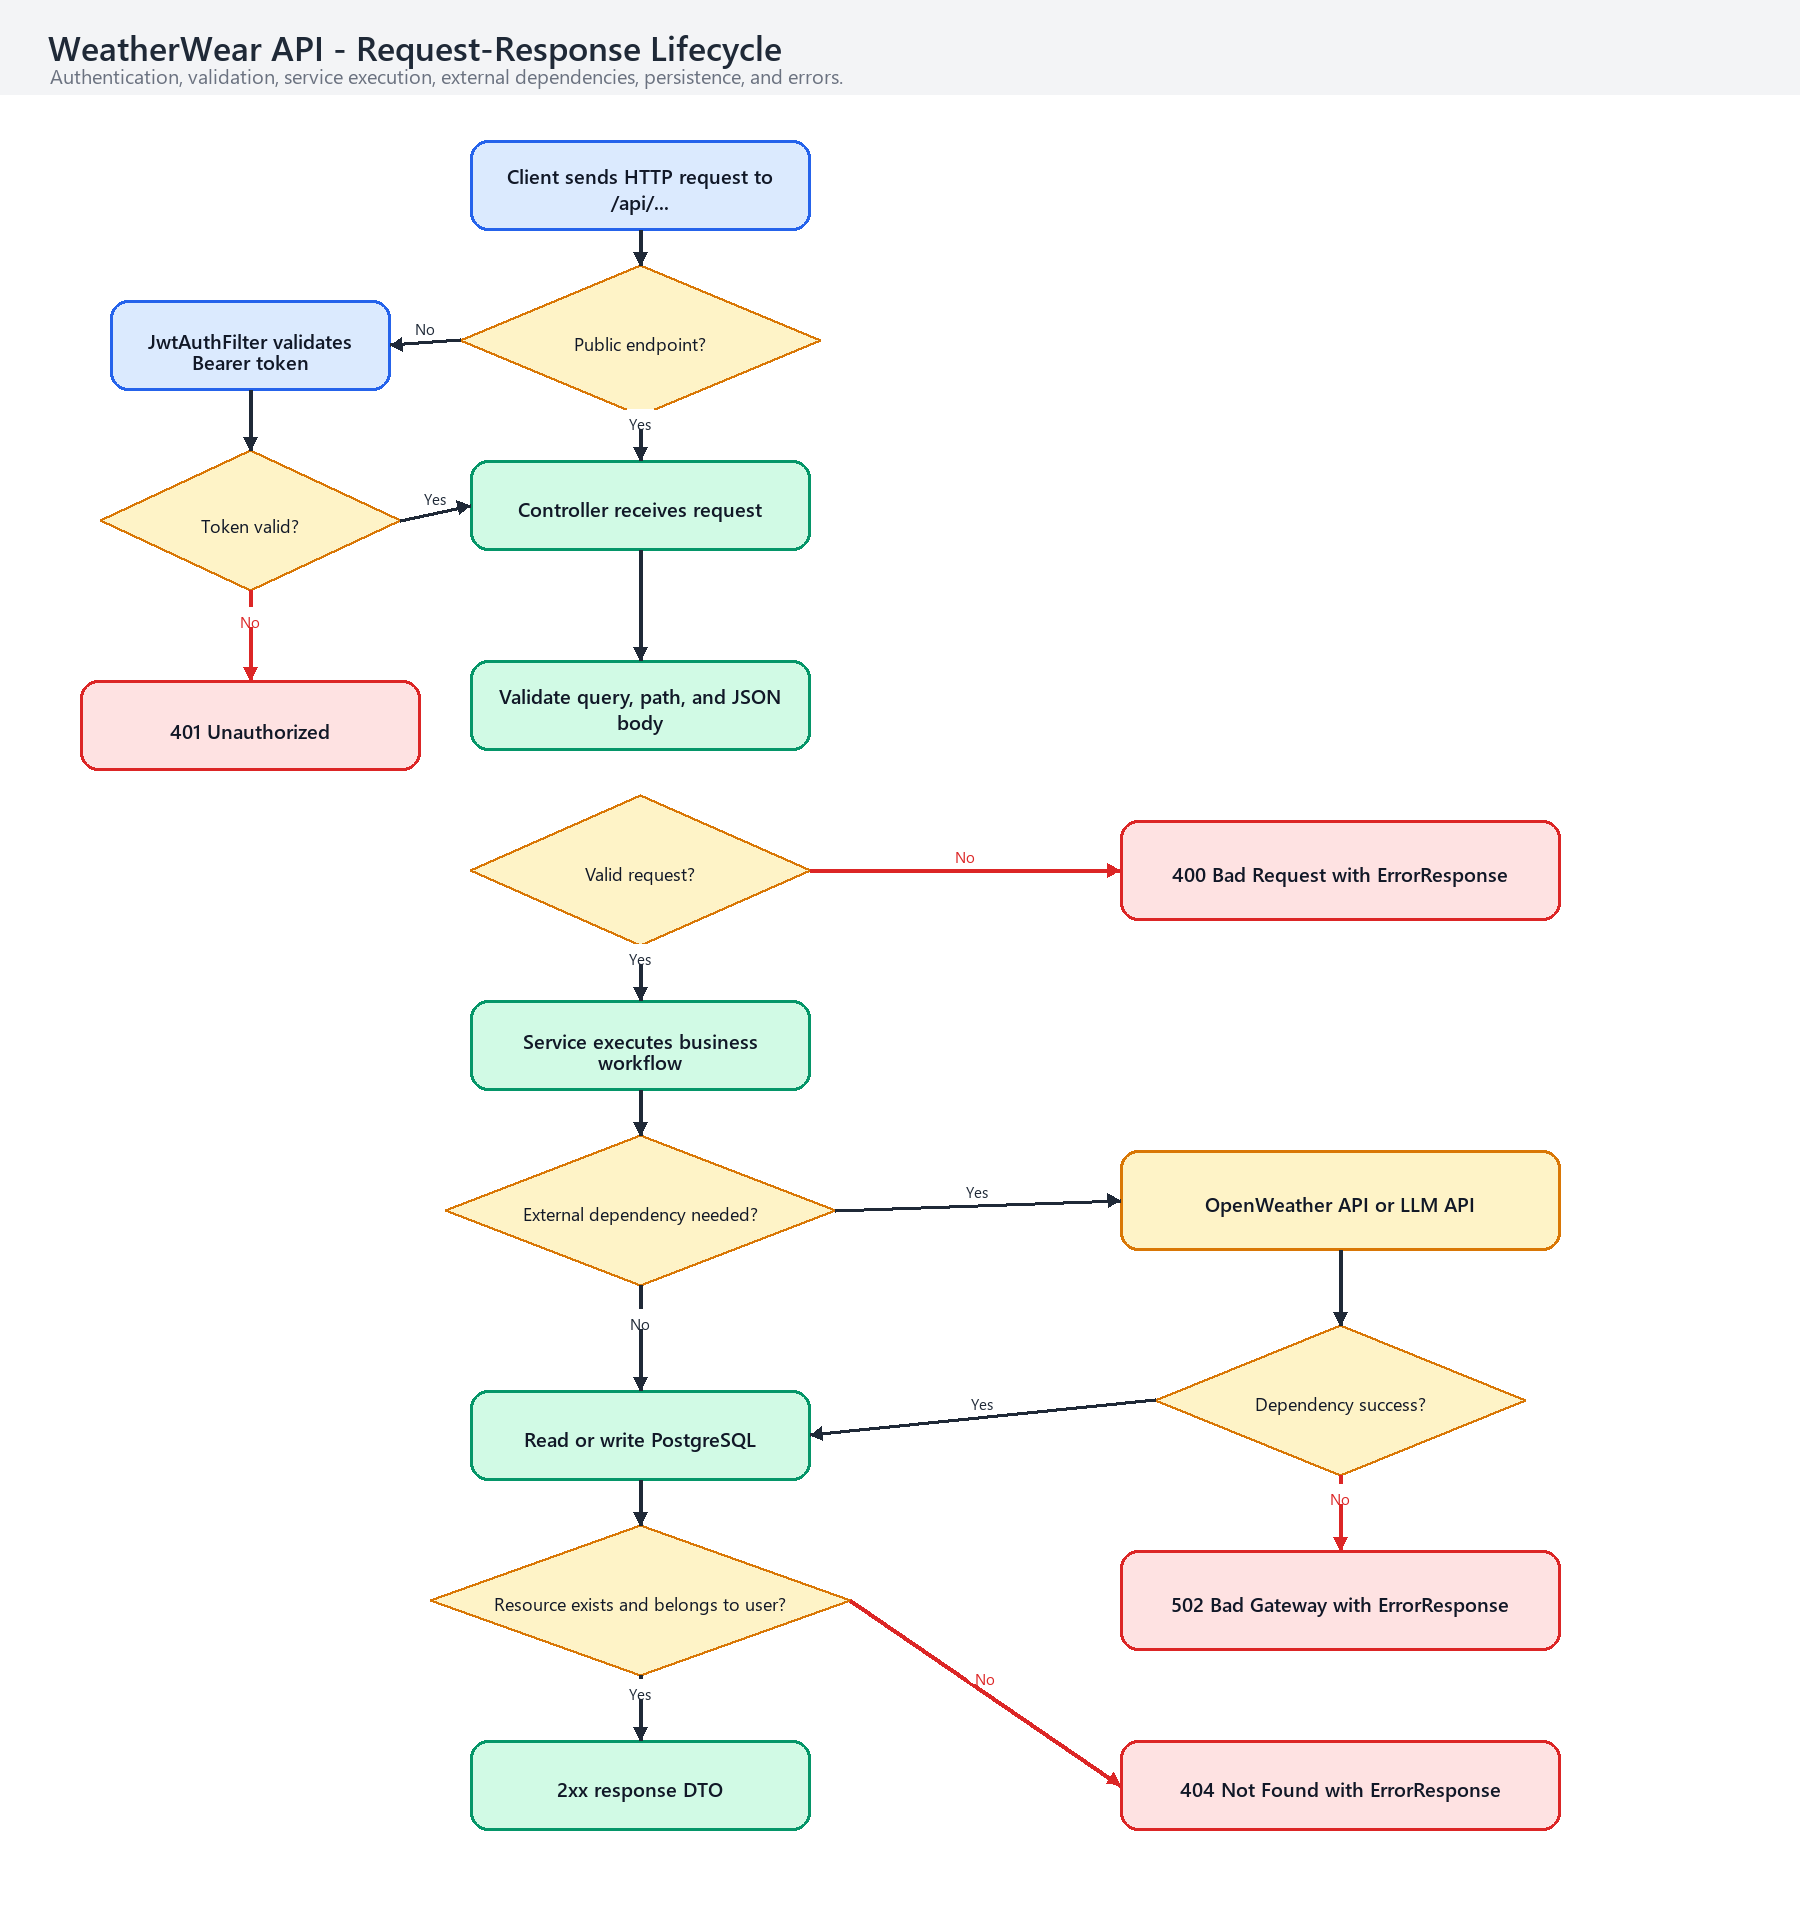 WeatherWear API - Request-Response Lifecycle
Authentication, validation, service execution, external dependencies, persistence, and errors.
Client sends HTTP request to
/api/...
Public endpoint?
No
JwtAuthFilter validates
Bearer token
Yes
Token valid?
Yes
Controller receives request
No
401 Unauthorized
Validate query, path, and JSON
body
Valid request?
No
400 Bad Request with ErrorResponse
Yes
Service executes business
workflow
External dependency needed?
Yes
OpenWeather API or LLM API
No
Dependency success?
Yes
Read or write PostgreSQL
No
502 Bad Gateway with ErrorResponse
Resource exists and belongs to user?
No
Yes
2xx response DTO
404 Not Found with ErrorResponse